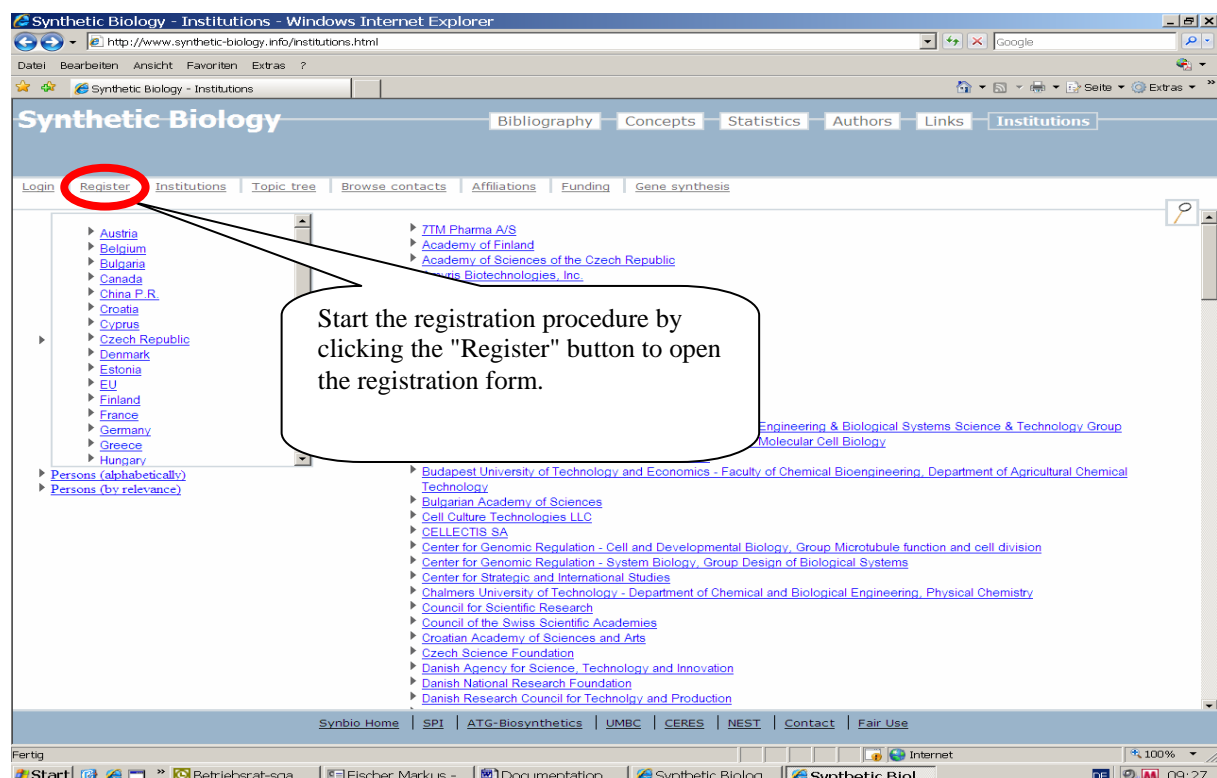 Synthetic Biology - Institutions - Windows Internet Explorer
http://www.synthetic-biology.info/institutions.html
Google
Datei Bearbeiten Ansicht Favoriten Extras ?
Synthetic Biology - Institutions
Seite Extras
Synthetic Biology
Bibliography Concepts Statistics Authors Links Institutions
Login Register Institutions Topic tree Browse contacts Affiliations Funding Gene synthesis
Austria
Belgium
Bulgaria
Canada
China P.R.
Croatia
Cyprus
Czech Republic
Denmark
Estonia
EU
Finland
France
Germany
Greece
Hungary
Persons (alphabetically)
Persons (by relevance)
7TM Pharma A/S
Academy of Finland
Academy of Sciences of the Czech Republic
Biotechnologies, Inc.
Start the registration procedure by
clicking the "Register" button to open
the registration form.
Engineering & Biological Systems Science & Technology Group
Molecular Cell Biology
Budapest University of Technology and Economics - Faculty of Chemical Bioengineering, Department of Agricultural Chemical
Technology
Bulgarian Academy of Sciences
Cell Culture Technologies LLC
CELLECTIS SA
Center for Genomic Regulation - Cell and Developmental Biology, Group Microtubule function and cell division
Center for Genomic Regulation - System Biology, Group Design of Biological Systems
Center for Strategic and International Studies
Chalmers University of Technology - Department of Chemical and Biological Engineering, Physical Chemistry
Council for Scientific Research
Council of the Swiss Scientific Academies
Croatian Academy of Sciences and Arts
Czech Science Foundation
Danish Agency for Science, Technology and Innovation
Danish National Research Foundation
Danish Research Council for Technolgy and Production
Synbio Home SPI ATG-Biosynthetics UMBC CERES NEST Contact Fair Use
Fertig Internet 100%
Start » Betriebsrat-sga Fischer Markus - Documentation Synthetic Biolog Synthetic Biol DE 09:27